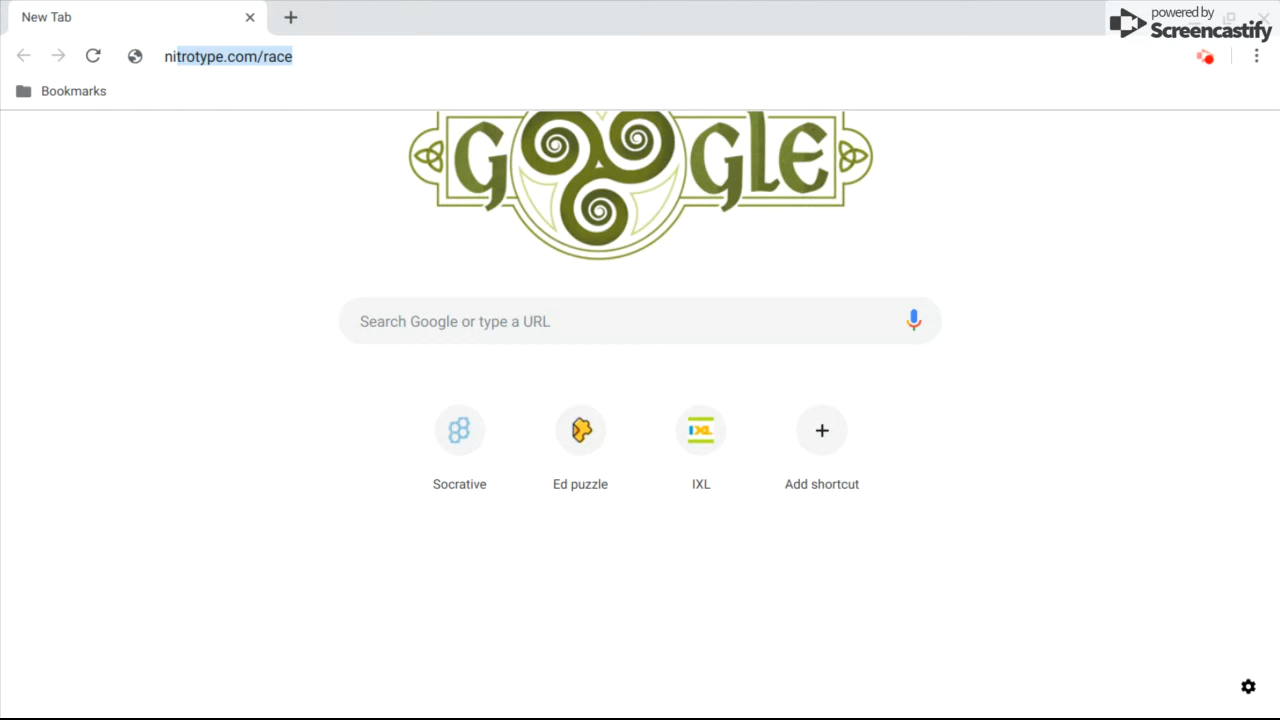 New Tab
powered by
Screencastify
nitrotype.com/race
Bookmarks
GOOGLE
Search Google or type a URL
IXL
Socrative
Ed puzzle
IXL
Add shortcut